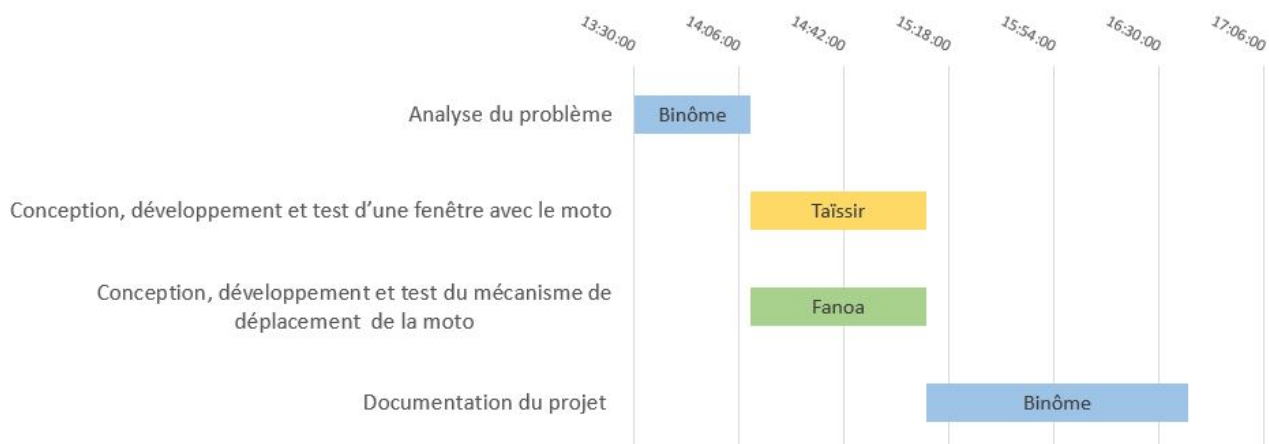 13:30:00
14:06:00
14:42:00
15:18:00
15:54:00
16:30:00
17:06:00
Analyse du problème
Binôme
Conception, développement et test d’une fenêtre avec le moto
Taïssir
Conception, développement et test du mécanisme de
déplacement de la moto
Fanoa
Documentation du projet
Binôme